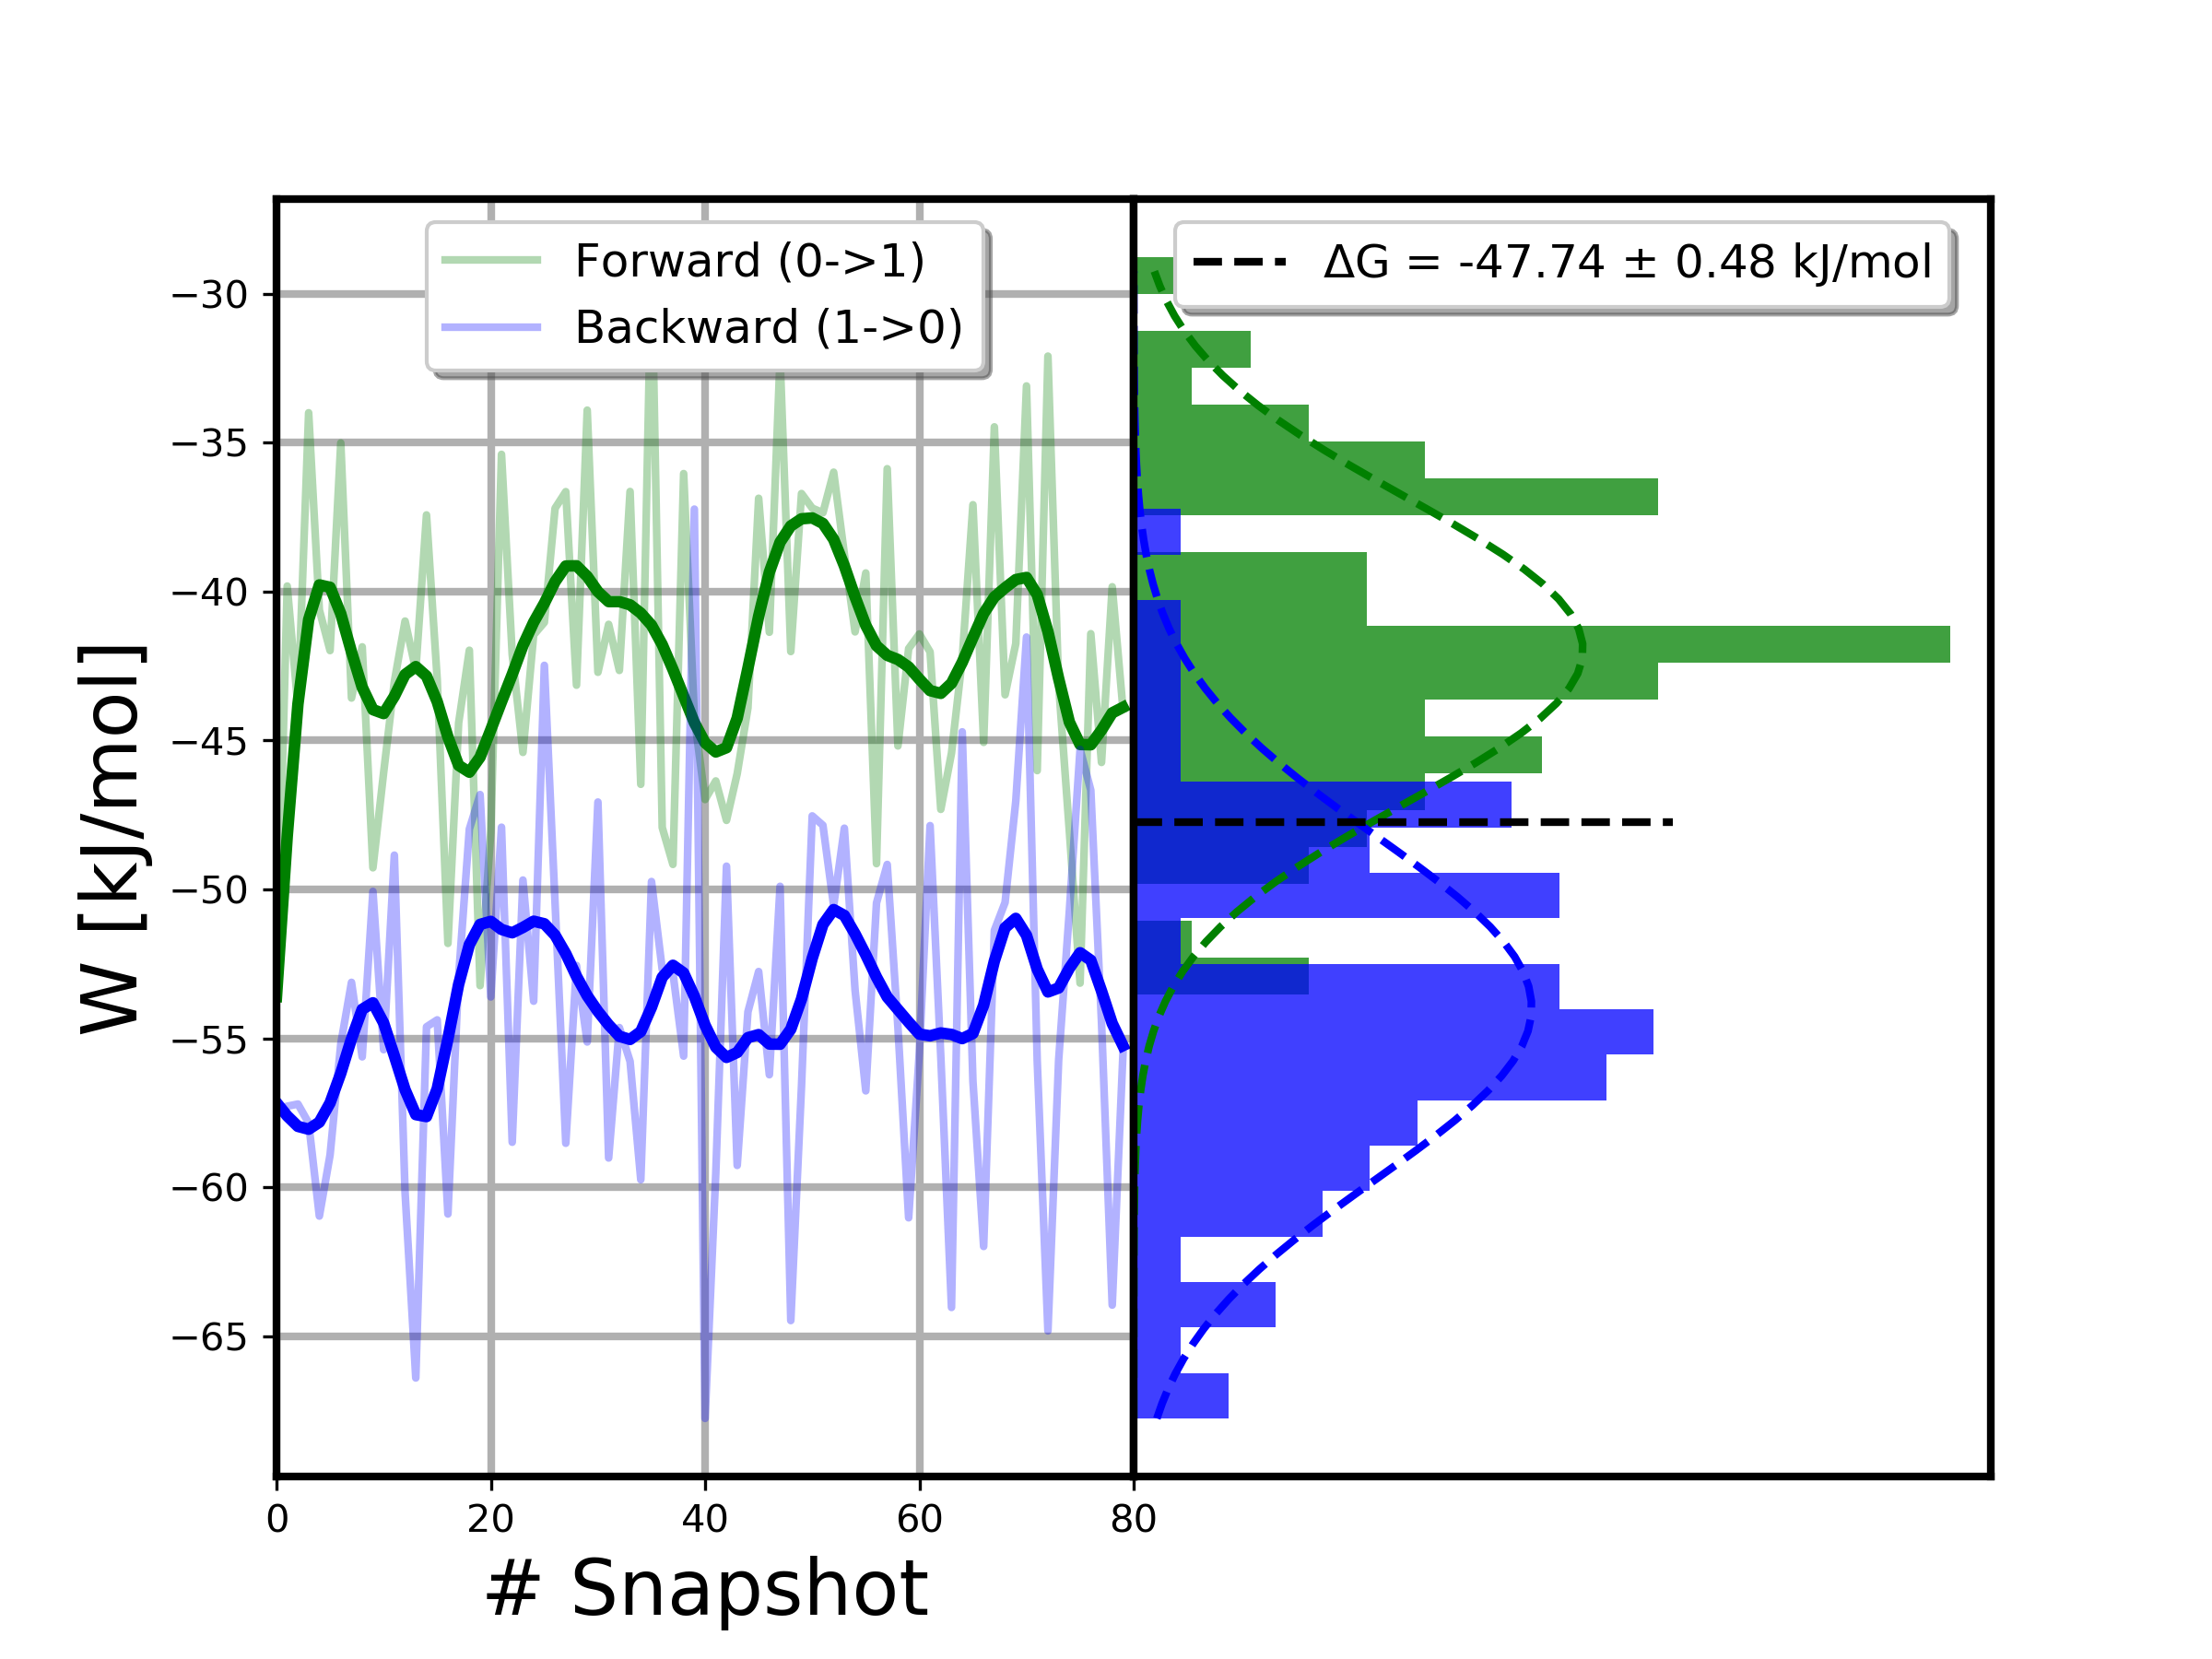 Forward (0->1)
Backward (1->0)
ΔG = -47.74 ± 0.48 kJ/mol
−30
−35
−40
−45
−50
−55
−60
−65
W [kJ/mol]
0 20 40 60 80
# Snapshot